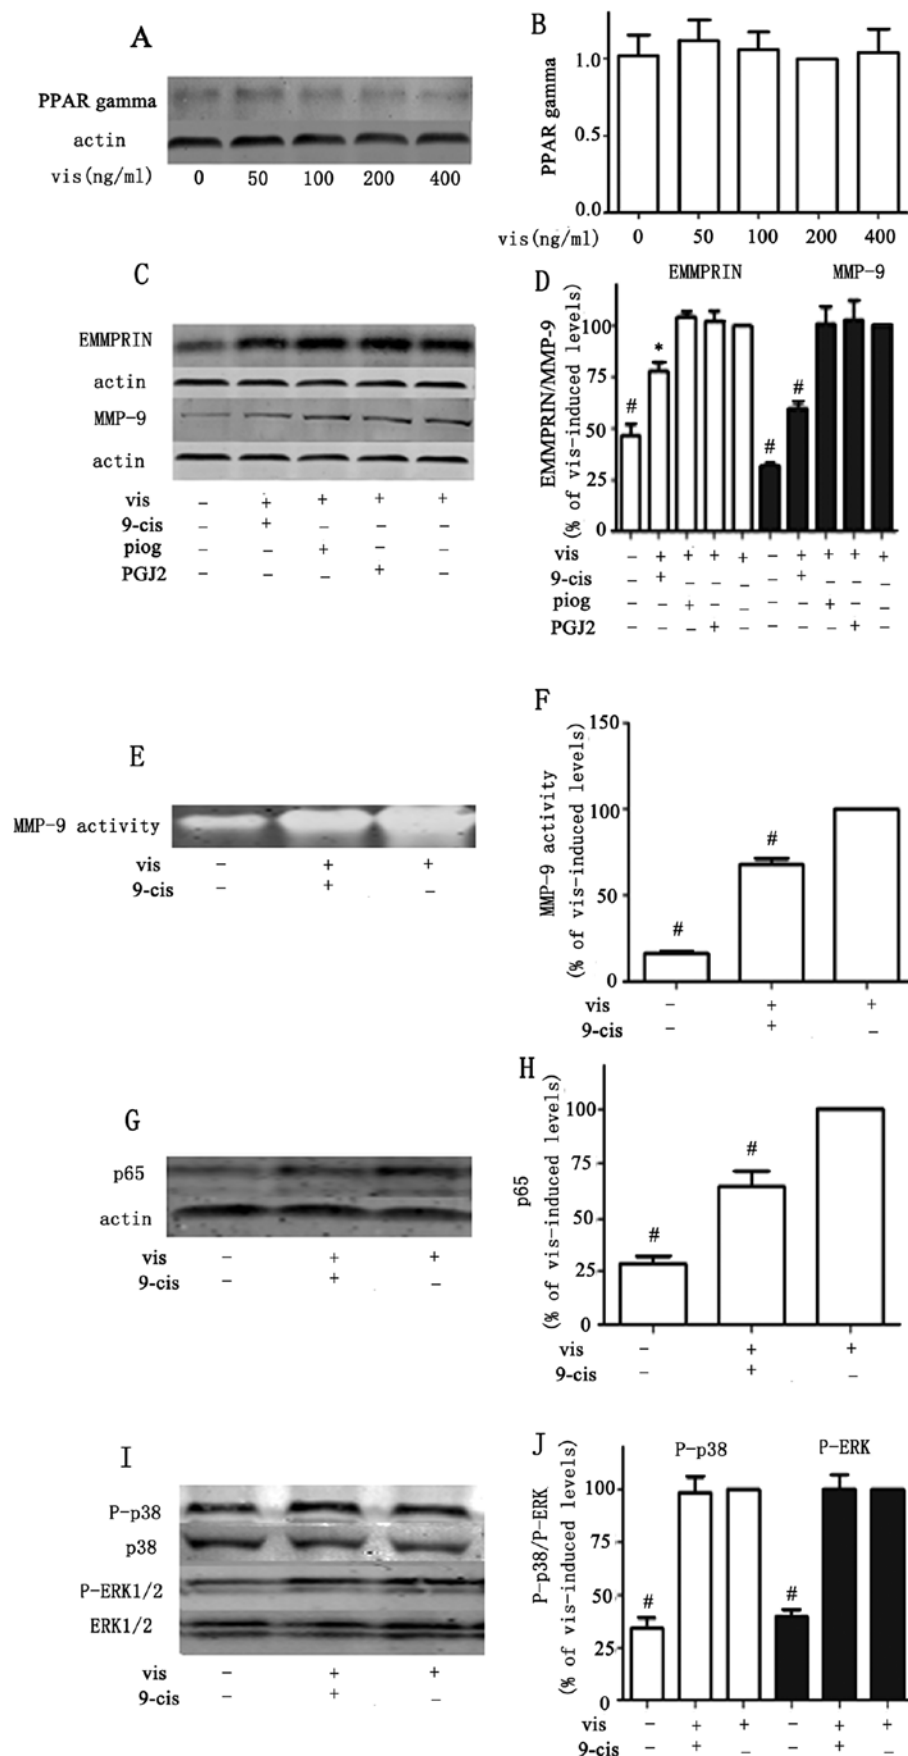 A
PPAR gamma
actin
vis(ng/ml) 0 50 100 200 400
B
PPAR gamma
1.0
0.5
0.0
vis(ng/ml) 0 50 100 200 400
C
EMMPRIN
actin
MMP-9
actin
vis − + + + +
9-cis − + − − −
piog − − + − −
PGJ2 − − − + −
D
EMMPRIN MMP-9
EMMPRIN/MMP-9
(% of vis-induced levels)
100
75
50
25
0
# * # #
vis − + + + + − + + + +
9-cis − + − − − − + − − −
piog − − + − − − − + − −
PGJ2 − − − + − − − − + −
E
MMP-9 activity
vis − + +
9-cis − + −
F
MMP-9 activity
(% of vis-induced levels)
150
100
50
0
# #
vis − + +
9-cis − + −
G
p65
actin
vis − + +
9-cis − + −
H
p65
(% of vis-induced levels)
100
75
50
25
0
# #
vis − + +
9-cis − + −
I
P-p38
p38
P-ERK1/2
ERK1/2
vis − + +
9-cis − + −
J
P-p38 P-ERK
P-p38/P-ERK
(% of vis-induced levels)
100
75
50
25
0
# #
vis − + + − + +
9-cis − + − − + −